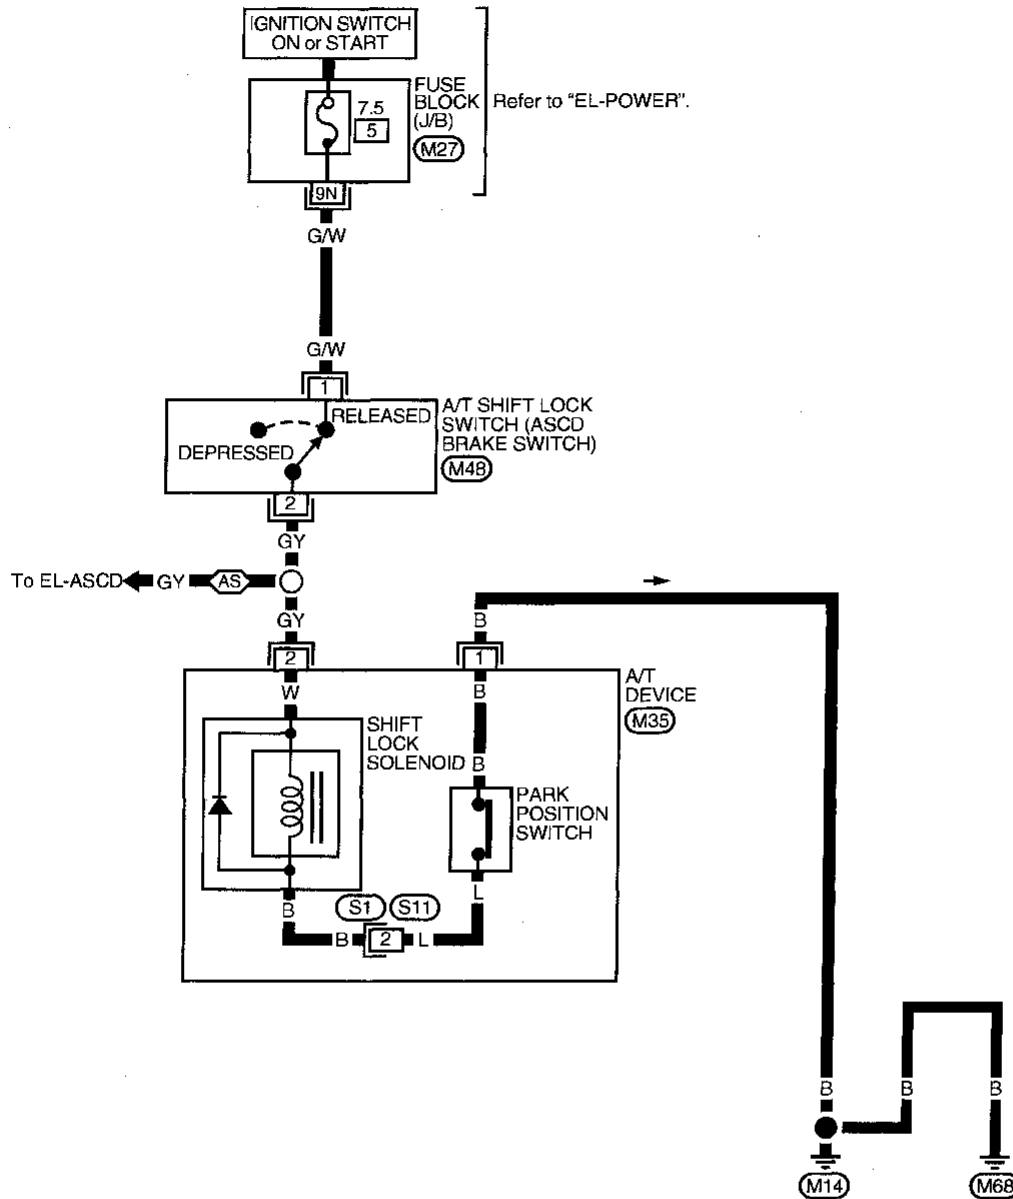 IGNITION SWITCH
ON or START
FUSE
BLOCK
(J/B)
M27
Refer to "EL-POWER".
7.5
5
9N
G/W
G/W
1
RELEASED
DEPRESSED
A/T SHIFT LOCK
SWITCH (ASCD
BRAKE SWITCH)
M48
2
GY
To EL-ASCD
GY
AS
GY
B
2
1
A/T
DEVICE
M35
W
B
SHIFT
LOCK
SOLENOID
B
PARK
POSITION
SWITCH
B
S1
S11
L
B
2
L
B
B
B
M14
M68